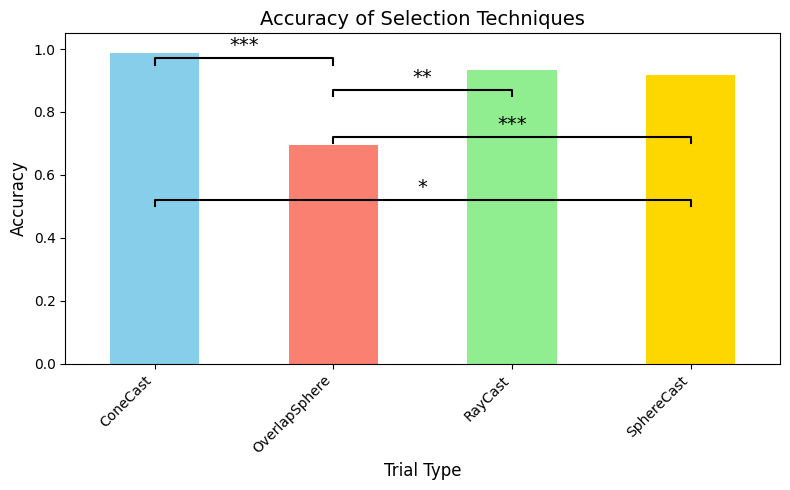 Accuracy of Selection Techniques
Accuracy
1.0
0.8
0.6
0.4
0.2
0.0
***
**
***
*
ConeCast
OverlapSphere
RayCast
SphereCast
Trial Type